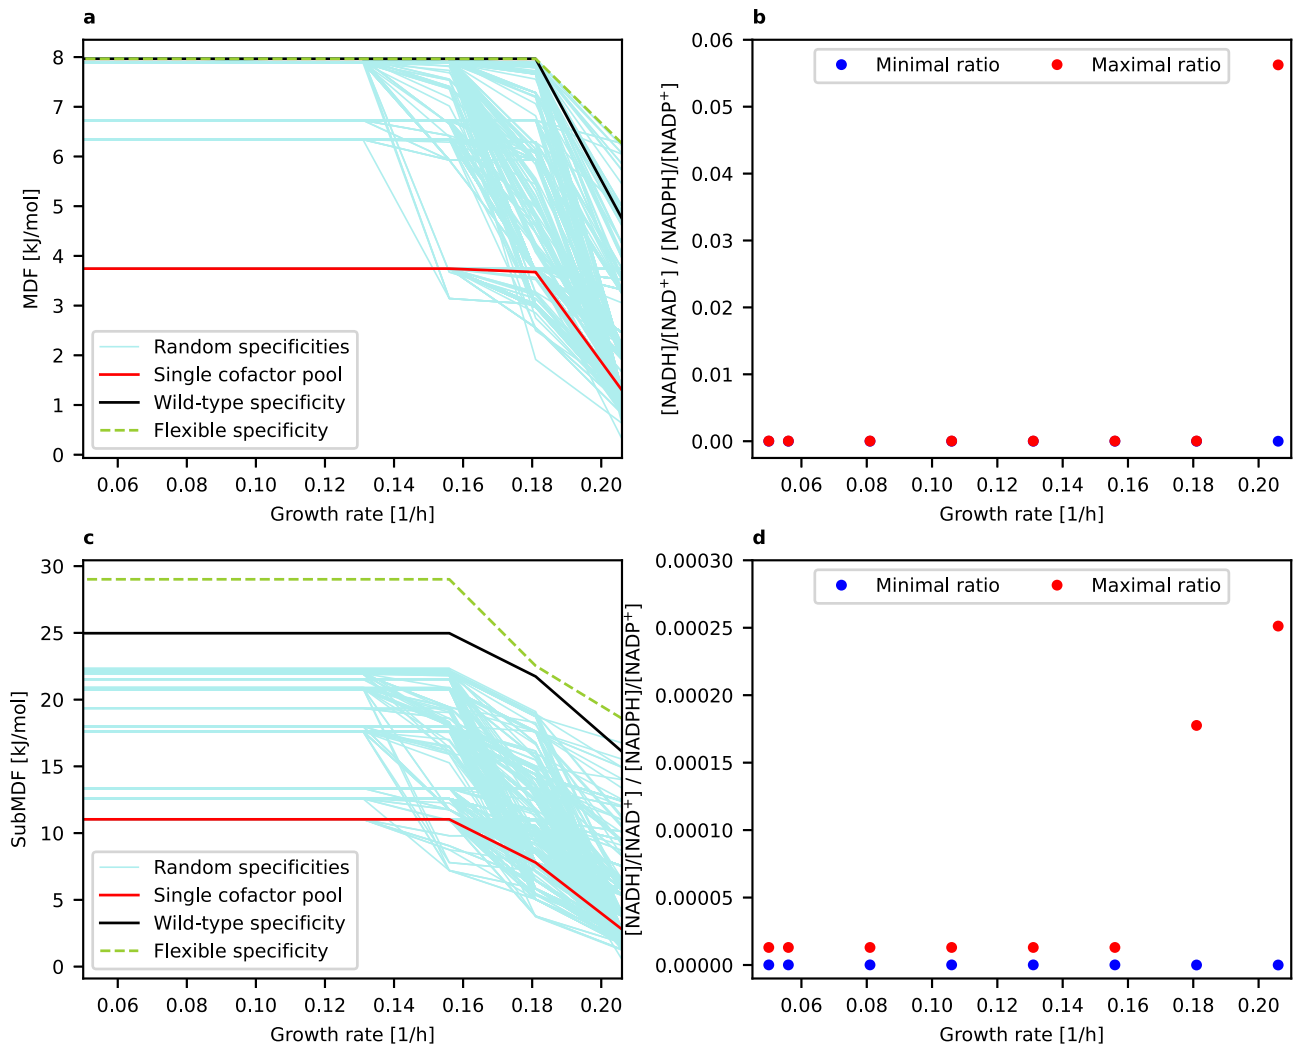 a
MDF [kJ/mol]
8
7
6
5
4
3
2
1
0
Random specificities
Single cofactor pool
Wild-type specificity
Flexible specificity
0.06 0.08 0.10 0.12 0.14 0.16 0.18 0.20
Growth rate [1/h]
b
[NADH]/[NAD⁺] / [NADPH]/[NADP⁺]
0.06
0.05
0.04
0.03
0.02
0.01
0.00
Minimal ratio Maximal ratio
0.06 0.08 0.10 0.12 0.14 0.16 0.18 0.20
Growth rate [1/h]
c
SubMDF [kJ/mol]
30
25
20
15
10
5
0
Random specificities
Single cofactor pool
Wild-type specificity
Flexible specificity
0.06 0.08 0.10 0.12 0.14 0.16 0.18 0.20
Growth rate [1/h]
d
[NADH]/[NAD⁺] / [NADPH]/[NADP⁺]
0.00030
0.00025
0.00020
0.00015
0.00010
0.00005
0.00000
Minimal ratio Maximal ratio
0.06 0.08 0.10 0.12 0.14 0.16 0.18 0.20
Growth rate [1/h]